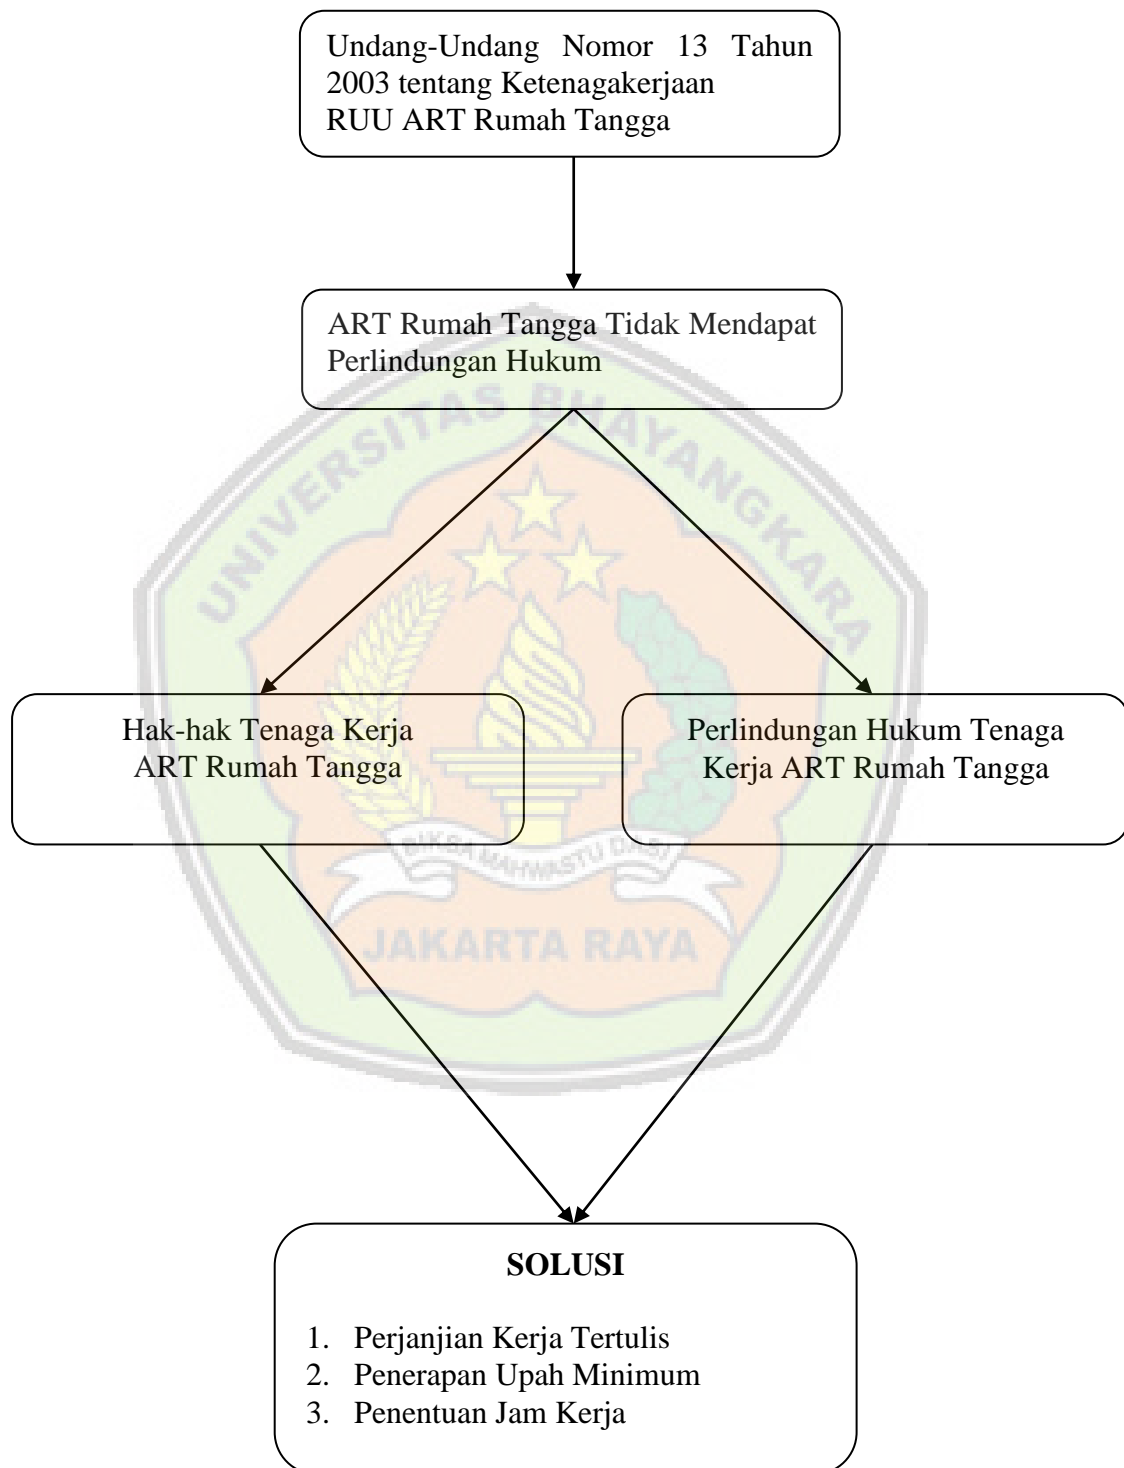 Undang-Undang Nomor 13 Tahun
2003 tentang Ketenagakerjaan
RUU ART Rumah Tangga
ART Rumah Tangga Tidak Mendapat
Perlindungan Hukum
UNIVERSITAS BHAYANGKARA
Hak-hak Tenaga Kerja
ART Rumah Tangga
Perlindungan Hukum Tenaga
Kerja ART Rumah Tangga
MAHWASTU
JAKARTA RAYA
SOLUSI
1. Perjanjian Kerja Tertulis
2. Penerapan Upah Minimum
3. Penentuan Jam Kerja